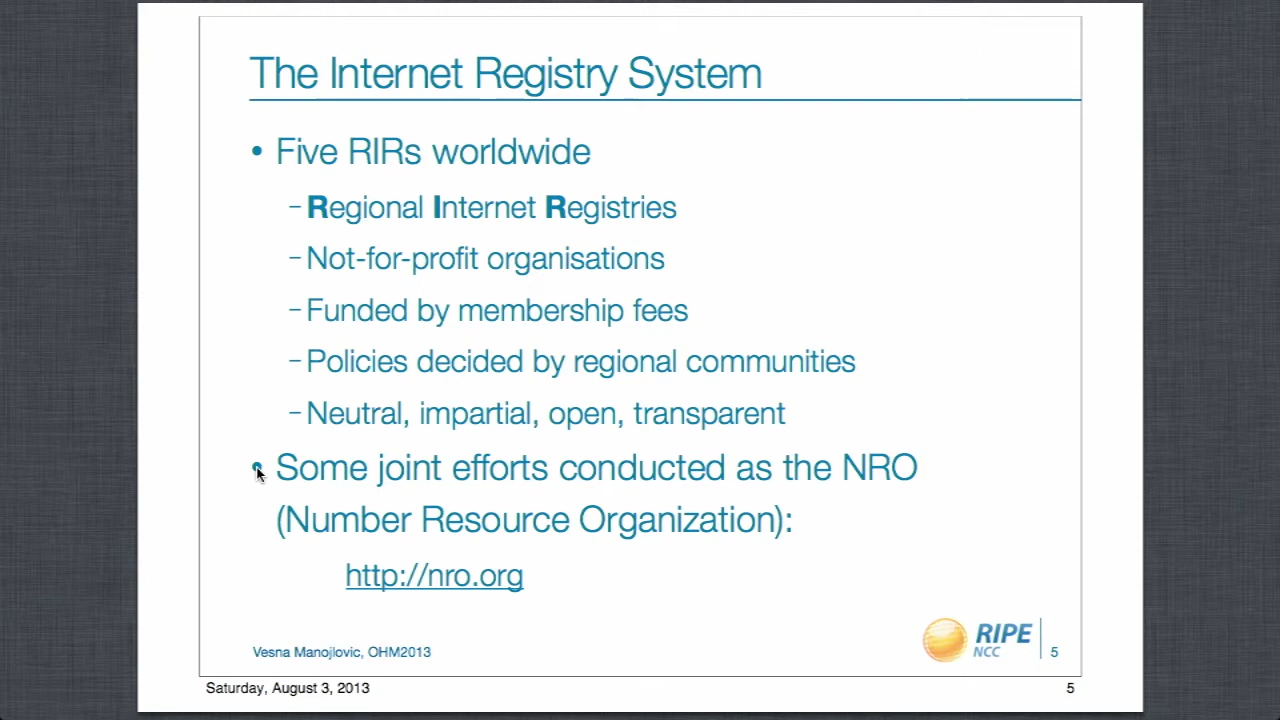 The Internet Registry System
• Five RIRs worldwide
– Regional Internet Registries
– Not-for-profit organisations
– Funded by membership fees
– Policies decided by regional communities
– Neutral, impartial, open, transparent
• Some joint efforts conducted as the NRO
(Number Resource Organization):
http://nro.org
Vesna Manojlovic, OHM2013
RIPE
NCC
5
Saturday, August 3, 2013
5